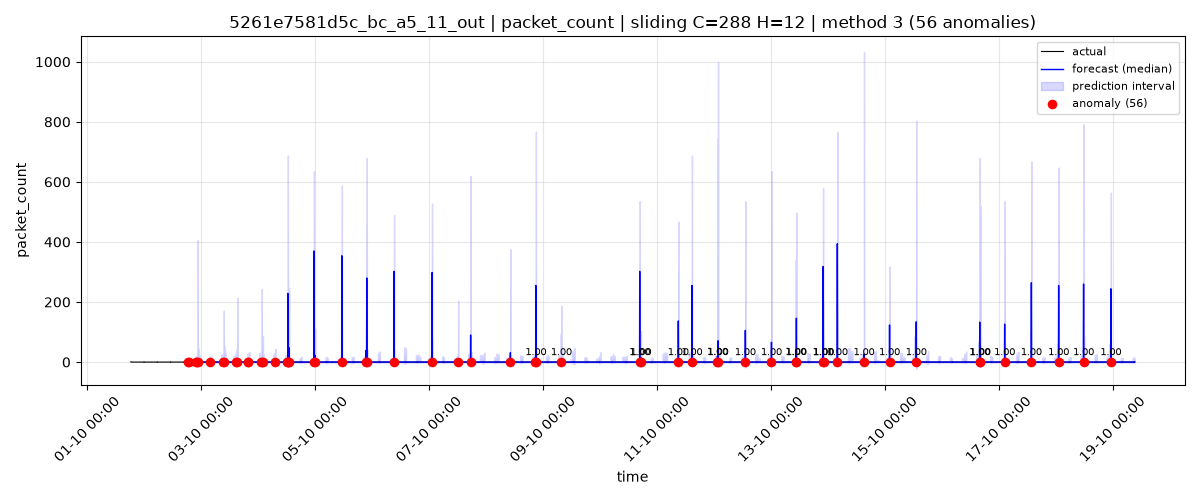 5261e7581d5c_bc_a5_11_out | packet_count | sliding C=288 H=12 | method 3 (56 anomalies)
actual
forecast (median)
prediction interval
anomaly (56)
packet_count
1000
800
600
400
200
0
1.00 1.00 1.00 1.00 1.00 1.00 1.00 1.00 1.00 1.00 1.00 1.00 1.00 1.00 1.00 1.00 1.00 1.00 1.00 1.00
01-10 00:00
03-10 00:00
05-10 00:00
07-10 00:00
09-10 00:00
11-10 00:00
13-10 00:00
15-10 00:00
17-10 00:00
19-10 00:00
time